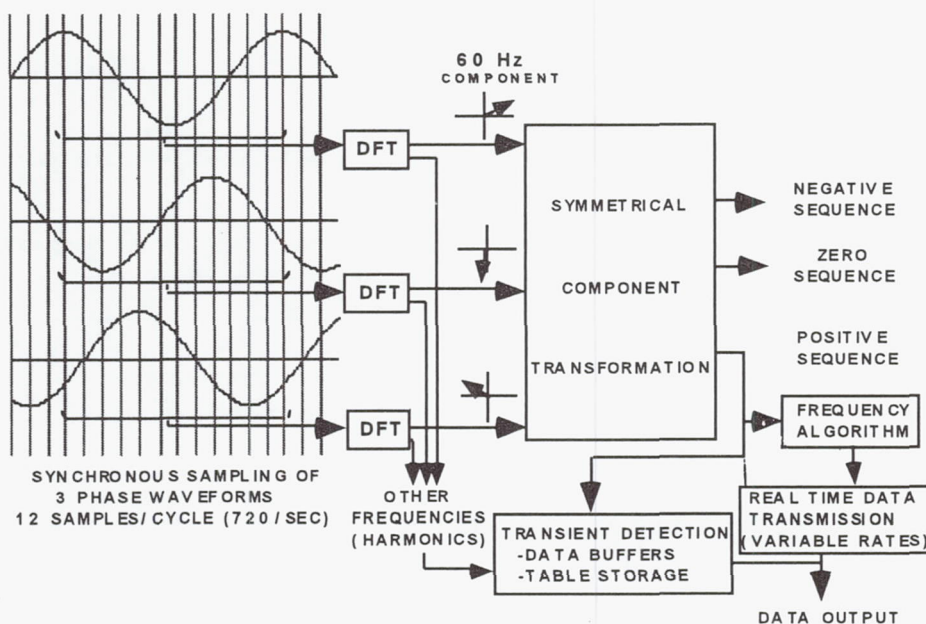 60 Hz
COMPONENT
DFT
DFT
DFT
SYMMETRICAL
COMPONENT
TRANSFORMATION
NEGATIVE
SEQUENCE
ZERO
SEQUENCE
POSITIVE
SEQUENCE
FREQUENCY
ALGORITHM
REAL TIME DATA
TRANSMISSION
(VARIABLE RATES)
DATA OUTPUT
SYNCHRONOUS SAMPLING OF
3 PHASE WAVEFORMS
12 SAMPLES/CYCLE (720/SEC)
OTHER
FREQUENCIES
(HARMONICS)
TRANSIENT DETECTION
-DATA BUFFERS
-TABLE STORAGE